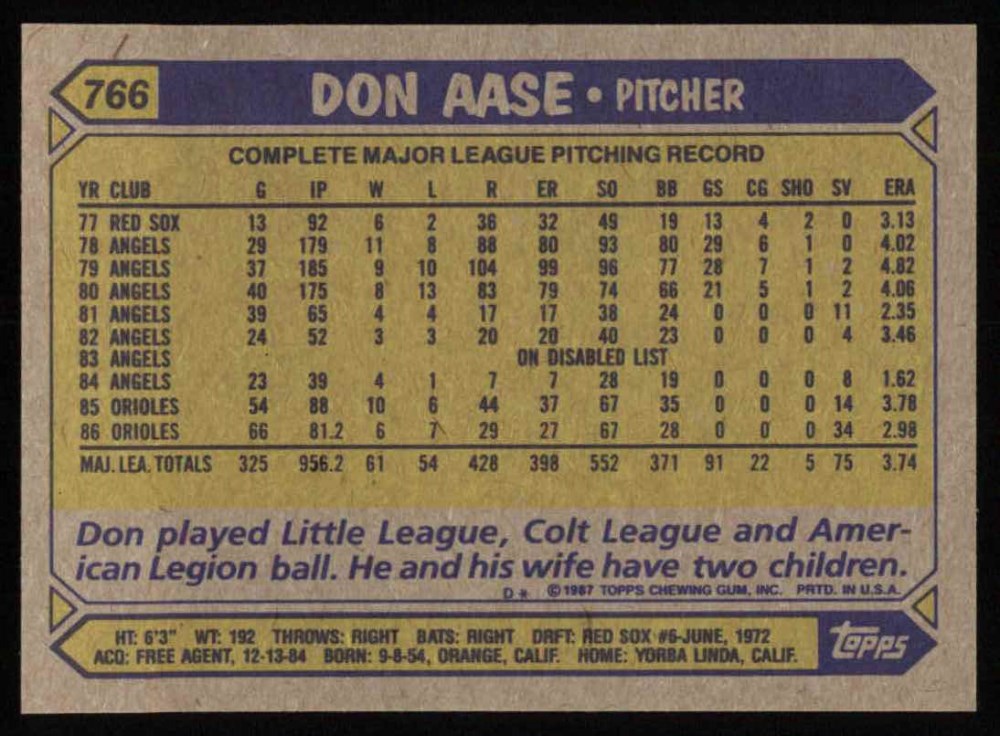 766
DON AASE • PITCHER
COMPLETE MAJOR LEAGUE PITCHING RECORD
YR CLUB G IP W L R ER SO BB GS CG SHO SV ERA
77 RED SOX 13 92 6 2 36 32 49 19 13 4 2 0 3.13
78 ANGELS 29 179 11 8 88 80 93 80 29 6 1 0 4.02
79 ANGELS 37 185 9 10 104 99 96 77 28 7 1 2 4.82
80 ANGELS 40 175 8 13 83 79 74 66 21 5 1 2 4.06
81 ANGELS 39 65 4 4 17 17 38 24 0 0 0 11 2.35
82 ANGELS 24 52 3 3 20 20 40 23 0 0 0 4 3.46
83 ANGELS ON DISABLED LIST
84 ANGELS 23 39 4 1 7 7 28 19 0 0 0 8 1.62
85 ORIOLES 54 88 10 6 44 37 67 35 0 0 0 14 3.78
86 ORIOLES 66 81.2 6 7 29 27 67 28 0 0 0 34 2.98
MAJ. LEA. TOTALS 325 956.2 61 54 428 398 552 371 91 22 5 75 3.74
Don played Little League, Colt League and Amer-
ican Legion ball. He and his wife have two children.
D* ©1987 TOPPS CHEWING GUM, INC. PRTD. IN U.S.A.
HT: 6'3" WT: 192 THROWS: RIGHT BATS: RIGHT DRFT: RED SOX #6-JUNE, 1972
ACQ: FREE AGENT, 12-13-84 BORN: 9-8-54, ORANGE, CALIF. HOME: YORBA LINDA, CALIF.
topps